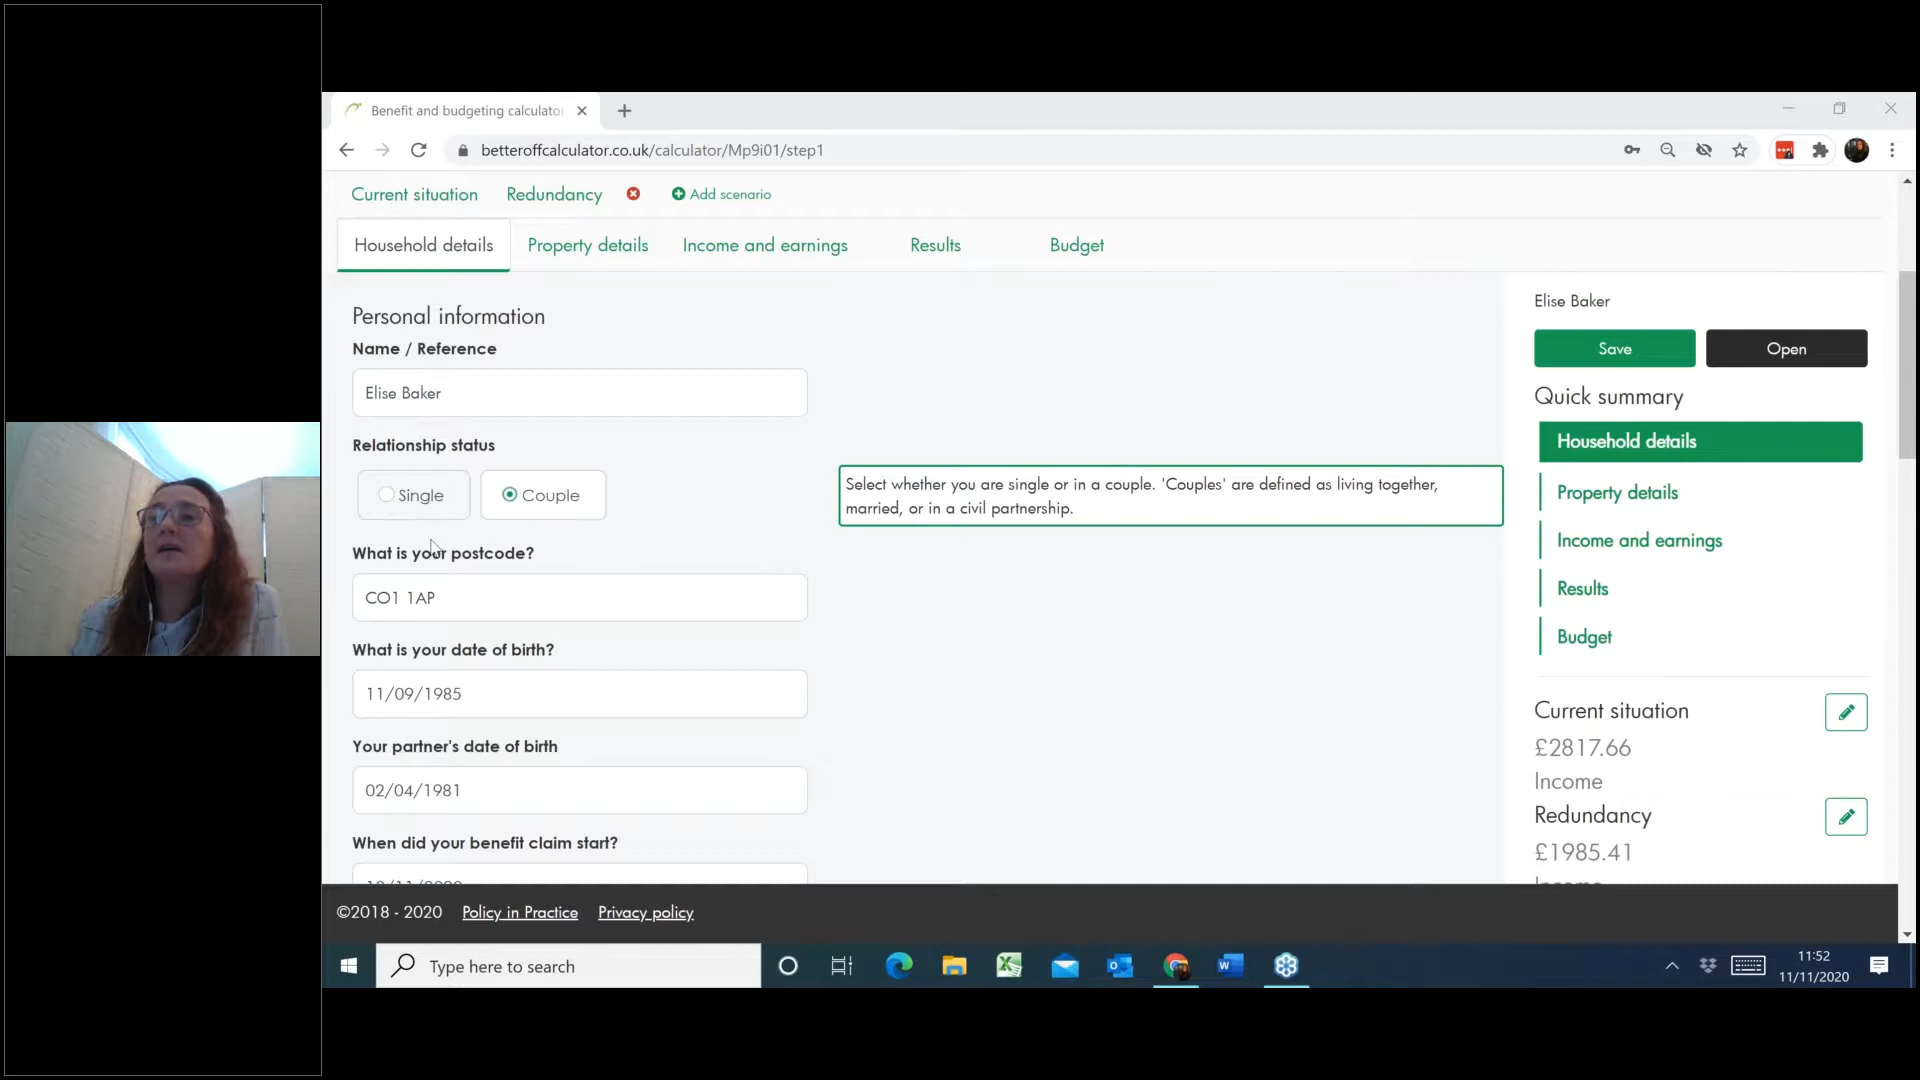 Benefit and budgeting calculator
betteroffcalculator.co.uk/calculator/Mp9i01/step1
Current situation
Redundancy
Add scenario
Household details
Property details
Income and earnings
Results
Budget
Personal information
Name / Reference
Elise Baker
Relationship status
Single
Couple
Select whether you are single or in a couple. 'Couples' are defined as living together,
married, or in a civil partnership.
What is your postcode?
CO1 1AP
What is your date of birth?
11/09/1985
Your partner's date of birth
02/04/1981
When did your benefit claim start?
Elise Baker
Save
Open
Quick summary
Household details
Property details
Income and earnings
Results
Budget
Current situation
£2817.66
Income
Redundancy
£1985.41
Income
©2018 - 2020
Policy in Practice
Privacy policy
Type here to search
11:52
11/11/2020